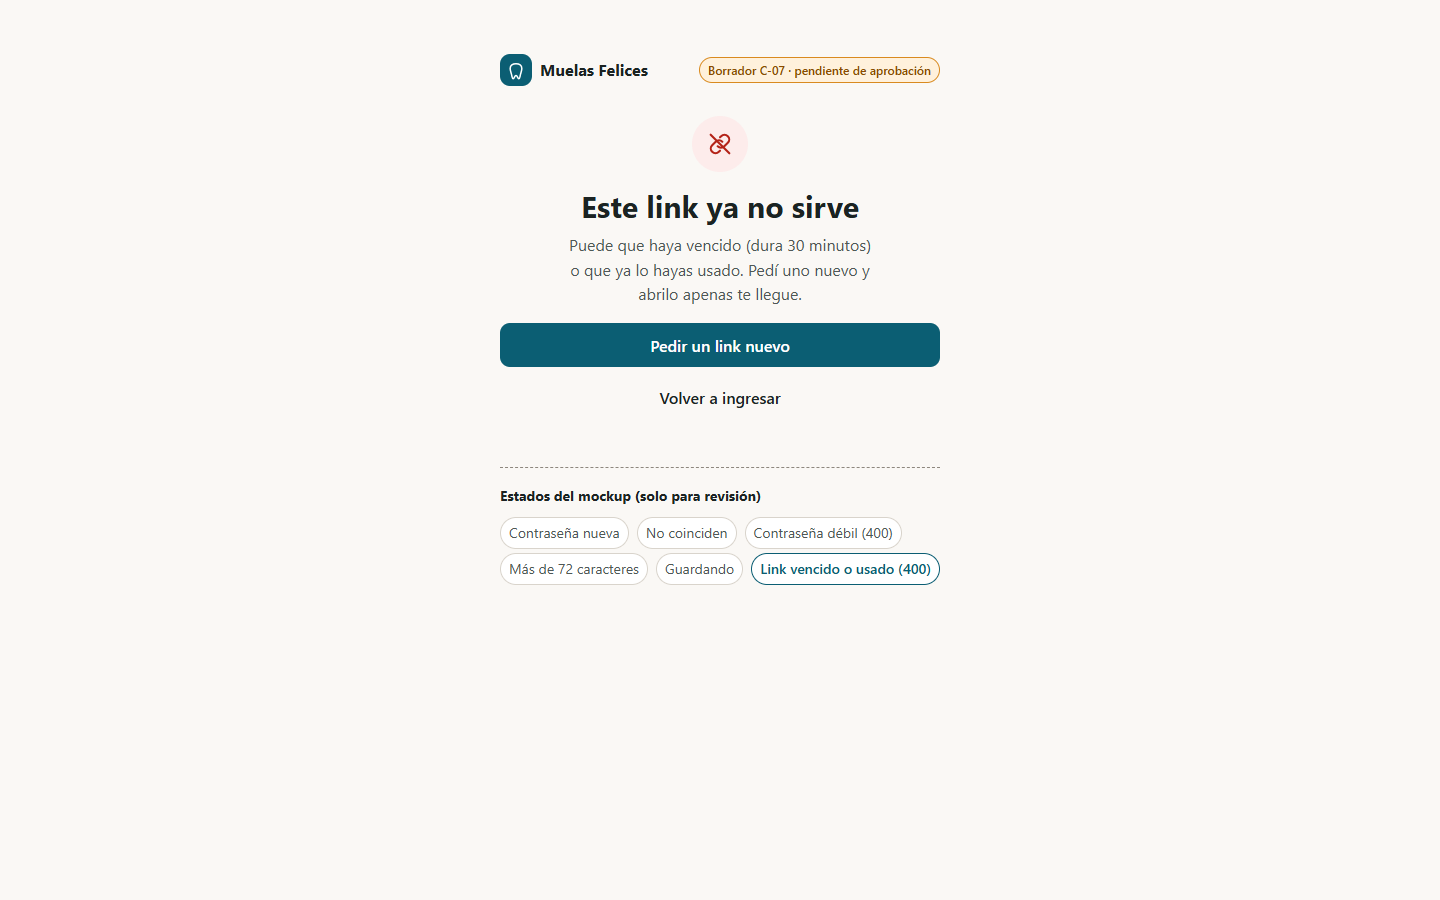 Muelas Felices
Borrador C-07 · pendiente de aprobación
Este link ya no sirve
Puede que haya vencido (dura 30 minutos)
o que ya lo hayas usado. Pedí uno nuevo y
abrilo apenas te llegue.
Pedir un link nuevo
Volver a ingresar
Estados del mockup (solo para revisión)
Contraseña nueva
No coinciden
Contraseña débil (400)
Más de 72 caracteres
Guardando
Link vencido o usado (400)